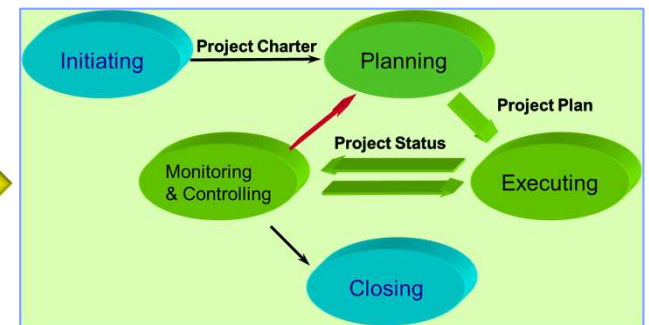 Initiating
Project Charter
Planning
Project Plan
Project Status
Monitoring
& Controlling
Executing
Closing